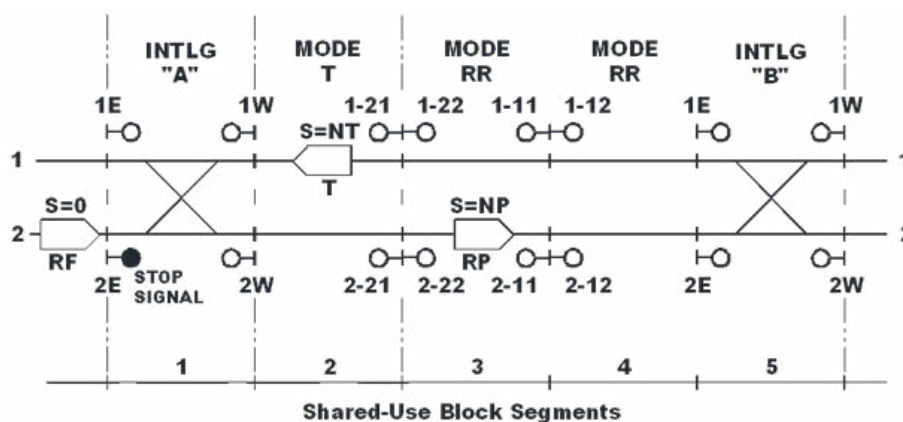 INTLG "A" MODE T MODE RR MODE RR INTLG "B"
1E 1W 1-21 1-22 1-11 1-12 1E 1W
S=NT
1 1
T
S=0 S=NP
2 2
RF RP
2E STOP SIGNAL 2W 2-21 2-22 2-11 2-12 2E 2W
1 2 3 4 5
Shared-Use Block Segments